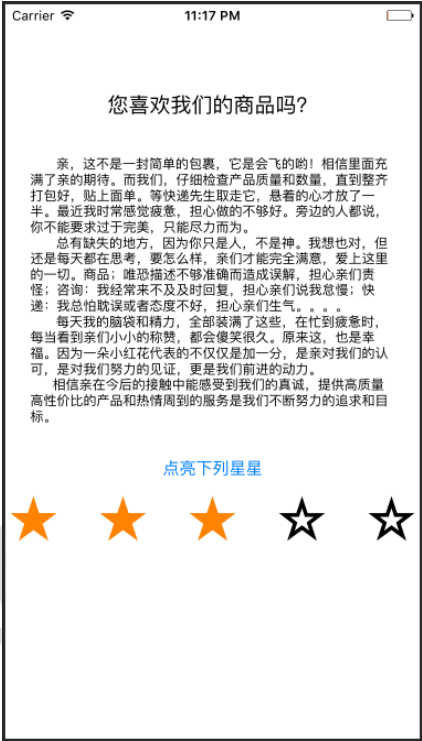 Carrier 11:17 PM
您喜欢我们的商品吗?
亲，这不是一封简单的包裹，它是会飞的哟！相信里面充
满了亲的期待。而我们，仔细检查产品质量和数量，直到整齐
打包好，贴上面单。等快递先生取走它，悬着的心才放了一
半。最近我时常感觉疲惫，担心做的不够好。旁边的人都说，
你不能要求过于完美，只能尽力而为。
总有缺失的地方，因为你只是人，不是神。我想也对，但
还是每天都在思考，要怎么样，亲们才能完全满意，爱上这里
的一切。商品；唯恐描述不够准确而造成误解，担心亲们责
怪；咨询：我经常来不及及时回复，担心亲们说我怠慢；快
递：我总怕耽误或者态度不好，担心亲们生气。。。。
每天我的脑袋和精力，全部装满了这些，在忙到疲惫时，
每当看到亲们小小的称赞，都会傻笑很久。原来这，也是幸
福。因为一朵小红花代表的不仅仅是加一分，是亲对我们的认
可，是对我们努力的见证，更是我们前进的动力。
相信亲在今后的接触中能感受到我们的真诚，提供高质量
高性价比的产品和热情周到的服务是我们不断努力的追求和目
标。
点亮下列星星